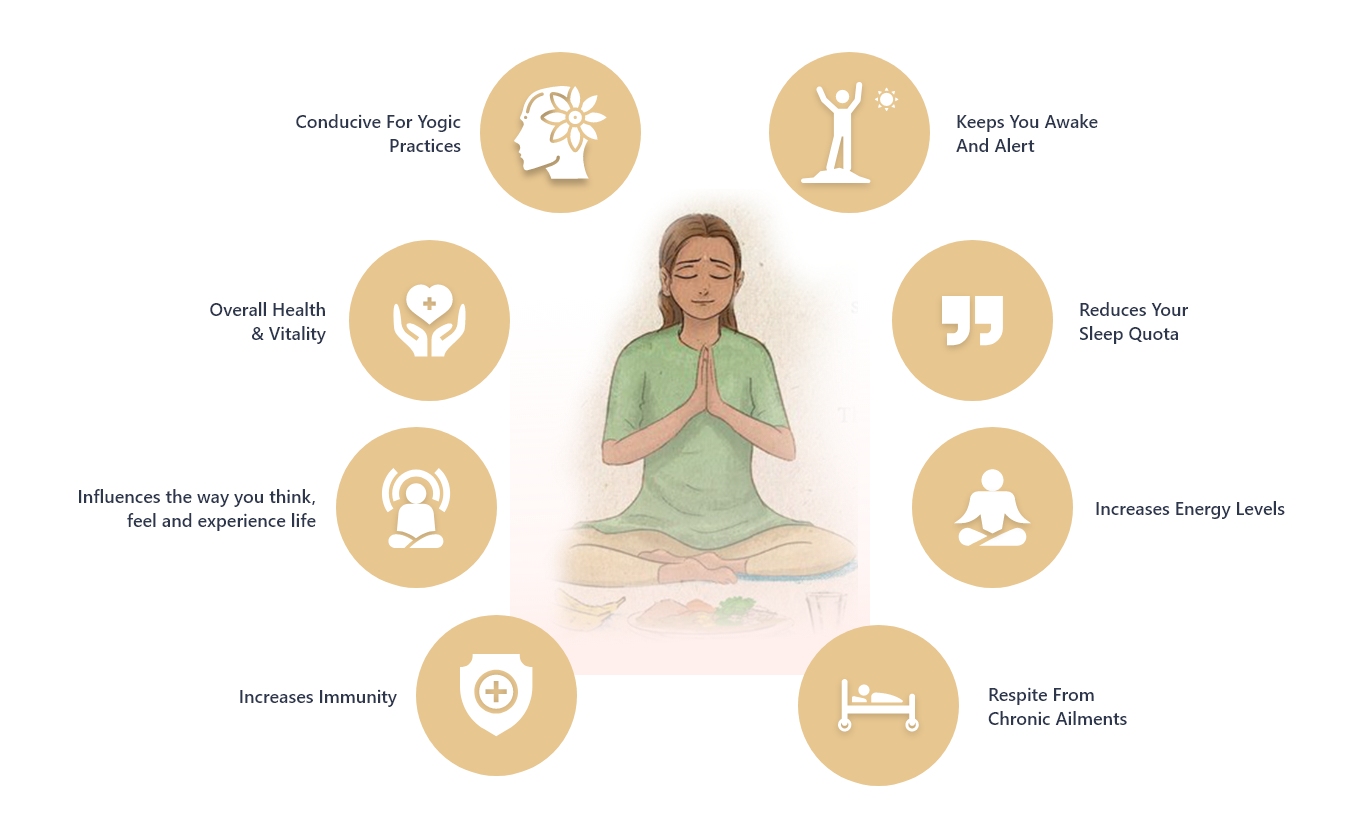 Conducive For Yogic
Practices
Keeps You Awake
And Alert
Overall Health
& Vitality
Reduces Your
Sleep Quota
Influences the way you think,
feel and experience life
Increases Energy Levels
Increases Immunity
Respite From
Chronic Ailments